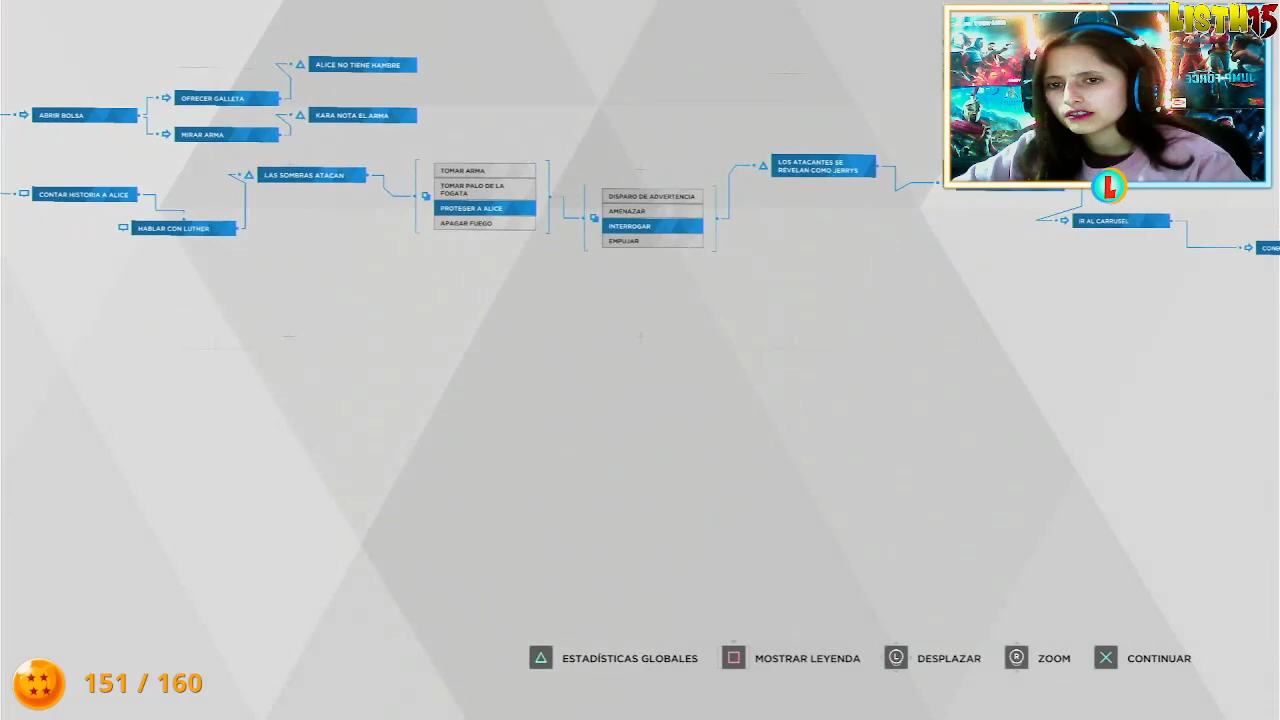 LISTH15
JUMP FORCE
L
ALICE NO TIENE HAMBRE
OFRECER GALLETA
ABRIR BOLSA
KARA NOTA EL ARMA
MIRAR ARMA
LAS SOMBRAS ATACAN
CONTAR HISTORIA A ALICE
HABLAR CON LUTHER
TOMAR ARMA
TOMAR PALO DE LA
FOGATA
PROTEGER A ALICE
APAGAR FUEGO
DISPARO DE ADVERTENCIA
AMENAZAR
INTERROGAR
EMPUJAR
LOS ATACANTES SE
REVELAN COMO JERRYS
IR AL CARRUSEL
ESTADÍSTICAS GLOBALES
MOSTRAR LEYENDA
L DESPLAZAR
R ZOOM
CONTINUAR
151 / 160